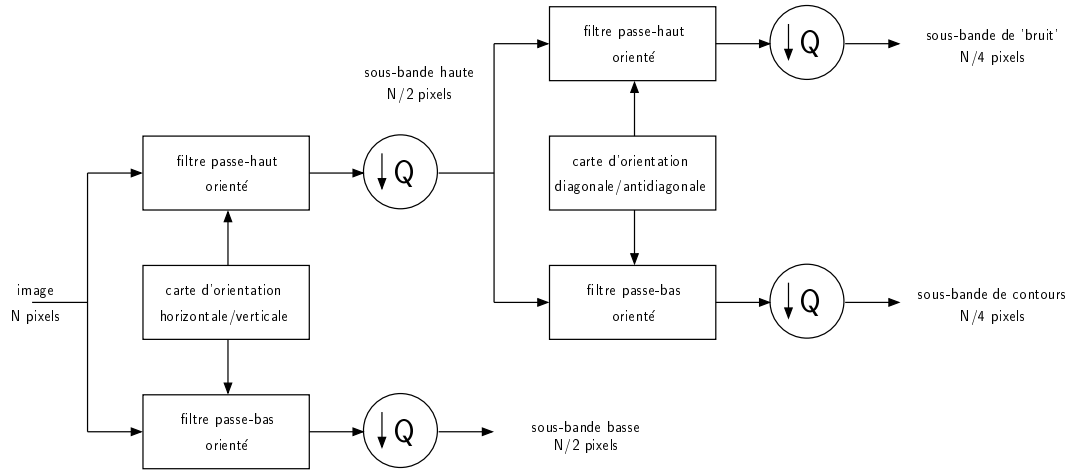 image
N pixels
filtre passe-haut
orienté
carte d'orientation
horizontale/verticale
filtre passe-bas
orienté
↓ Q
↓ Q
sous-bande haute
N/2 pixels
sous-bande basse
N/2 pixels
filtre passe-haut
orienté
carte d'orientation
diagonale/antidiagonale
filtre passe-bas
orienté
↓ Q
↓ Q
sous-bande de 'bruit'
N/4 pixels
sous-bande de contours
N/4 pixels